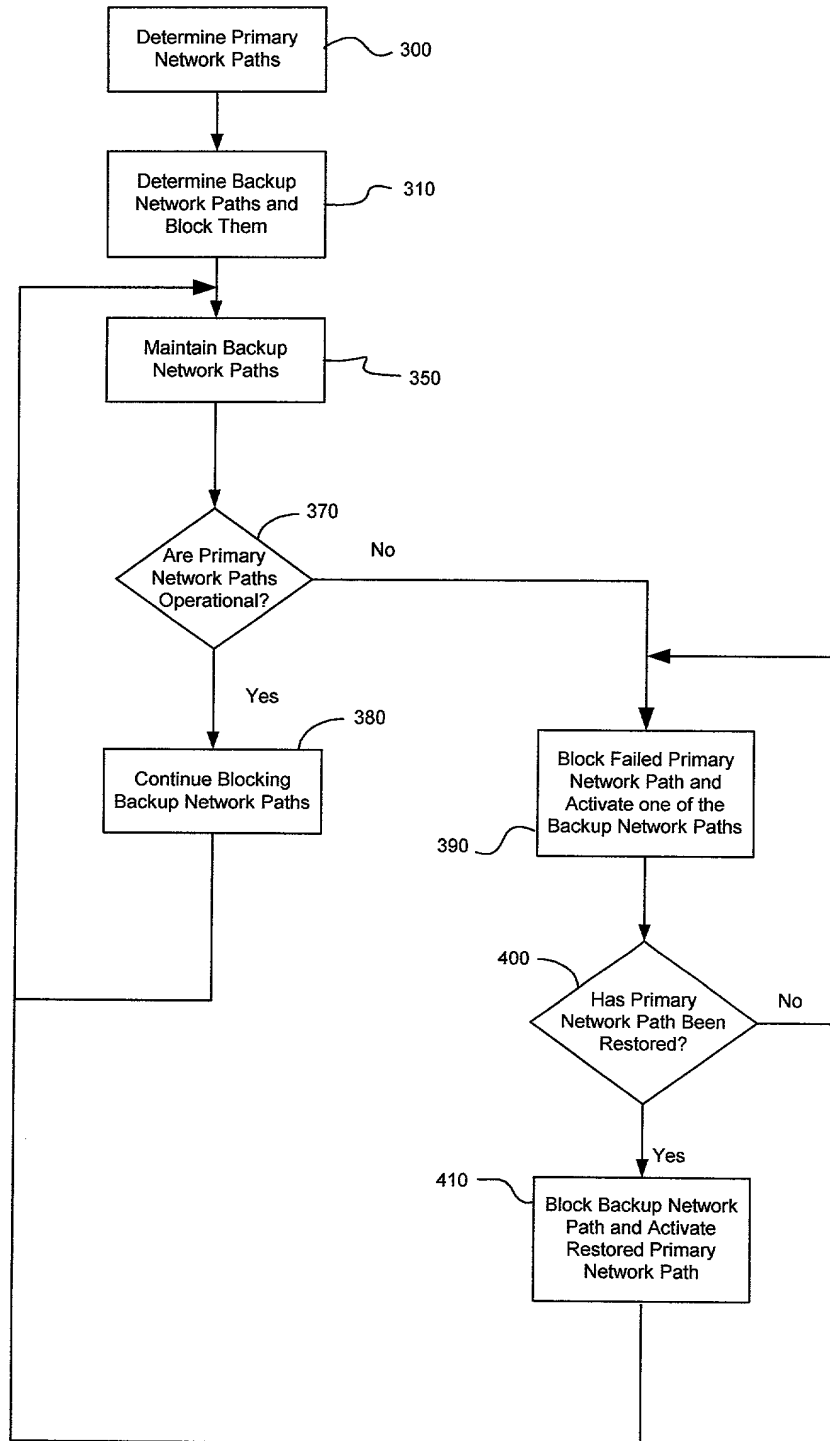 Determine Primary
Network Paths
300
Determine Backup
Network Paths and
Block Them
310
Maintain Backup
Network Paths
350
370
Are Primary
Network Paths
Operational?
No
Yes
380
Continue Blocking
Backup Network Paths
Block Failed Primary
Network Path and
Activate one of the
Backup Network Paths
390
400
Has Primary
Network Path Been
Restored?
No
Yes
410
Block Backup Network
Path and Activate
Restored Primary
Network Path